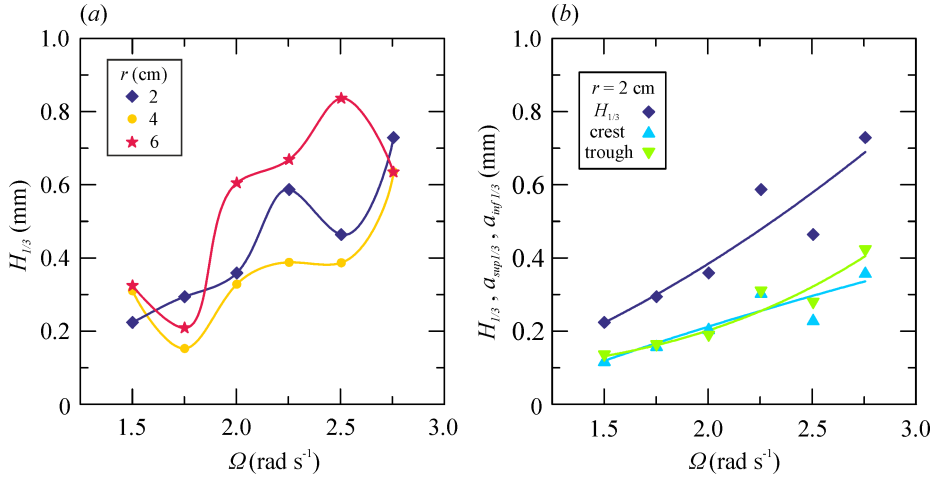 (a)
1.0
0.8
0.6
0.4
0.2
0
H1/3 (mm)
r (cm)
2
4
6
1.5
2.0
2.5
3.0
Ω (rad s-1)
(b)
1.0
0.8
0.6
0.4
0.2
0
H1/3 , asup1/3 , ainf 1/3 (mm)
r = 2 cm
H1/3
crest
trough
1.5
2.0
2.5
3.0
Ω (rad s-1)